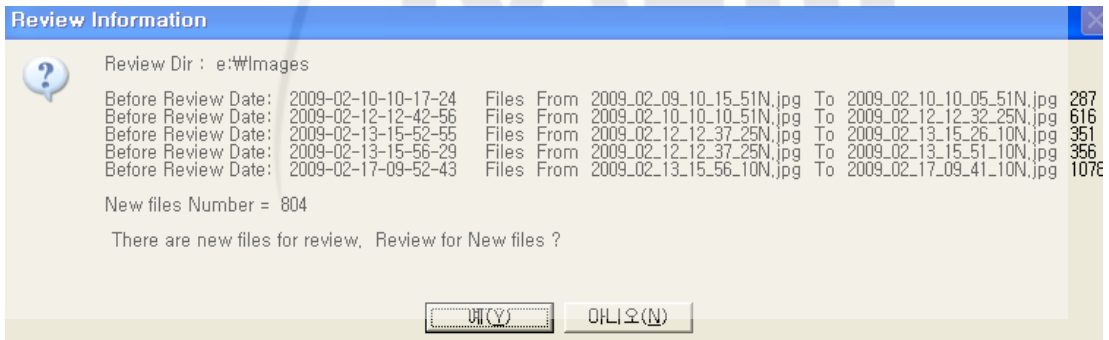 Review Information
Review Dir : e:₩Images
Before Review Date: 2009-02-10-10-17-24 Files From 2009_02_09_10_15_51N.jpg To 2009_02_10_10_05_51N.jpg 287
Before Review Date: 2009-02-12-12-42-56 Files From 2009_02_10_10_10_51N.jpg To 2009_02_12_12_32_25N.jpg 616
Before Review Date: 2009-02-13-15-52-55 Files From 2009_02_12_12_37_25N.jpg To 2009_02_13_15_26_10N.jpg 351
Before Review Date: 2009-02-13-15-56-29 Files From 2009_02_12_12_37_25N.jpg To 2009_02_13_15_51_10N.jpg 356
Before Review Date: 2009-02-17-09-52-43 Files From 2009_02_13_15_56_10N.jpg To 2009_02_17_09_41_10N.jpg 1078
New files Number = 804
There are new files for review, Review for New files ?
예(Y) 아니오(N)